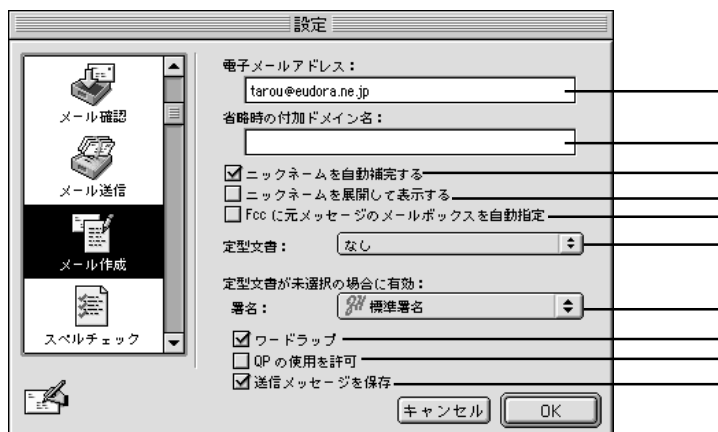 設定
メール確認
メール送信
メール作成
スペルチェック
電子メールアドレス：
tarou@eudora.ne.jp
省略時の付加ドメイン名：
ニックネームを自動補完する
ニックネームを展開して表示する
Fcc に元メッセージのメールボックスを自動指定
定型文書： なし
定型文書が未選択の場合に有効：
署名： 標準署名
ワードラップ
QP の使用を許可
送信メッセージを保存
キャンセル OK